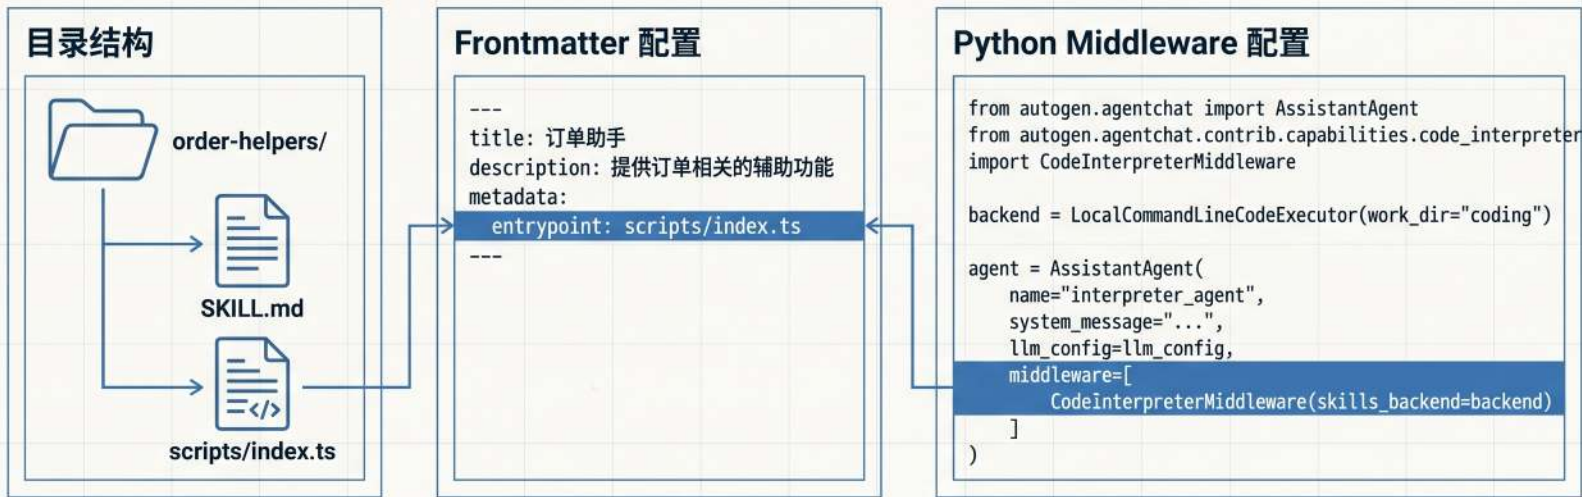 目录结构
order-helpers/
SKILL.md
</>
scripts/index.ts
Frontmatter 配置
---
title: 订单助手
description: 提供订单相关的辅助功能
metadata:
  entrypoint: scripts/index.ts
---
Python Middleware 配置
from autogen.agentchat import AssistantAgent
from autogen.agentchat.contrib.capabilities.code_interpreter
import CodeInterpreterMiddleware
backend = LocalCommandLineCodeExecutor(work_dir="coding")
agent = AssistantAgent(
    name="interpreter_agent",
    system_message="...",
    llm_config=llm_config,
    middleware=[
        CodeInterpreterMiddleware(skills_backend=backend)
    ]
)